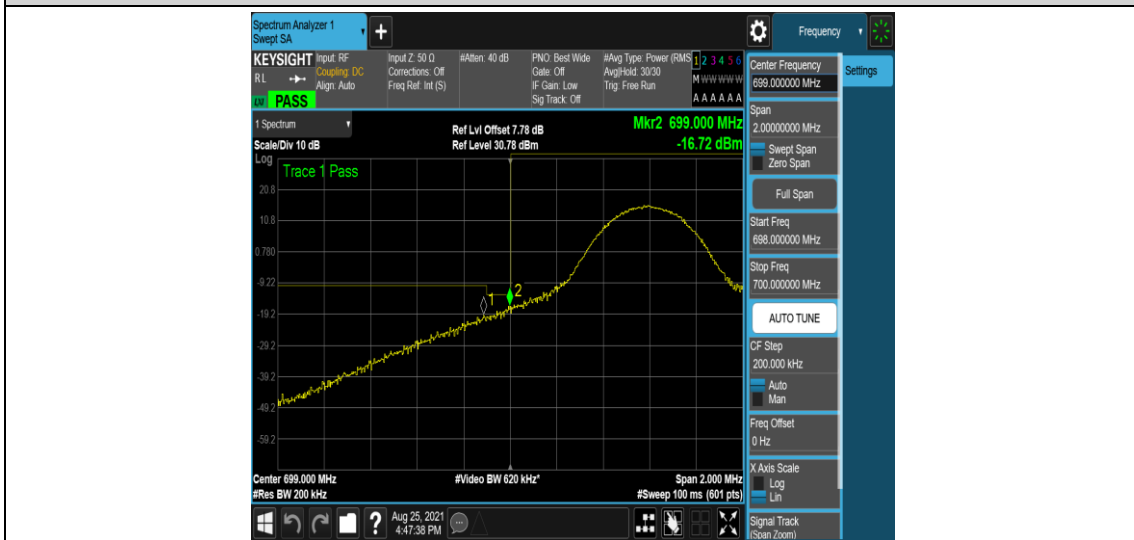 Spectrum Analyzer 1
Swept SA
Frequency
KEYSIGHT
RL
PASS
Input: RF
Coupling: DC
Align: Auto
Input Z: 50 Ω
Corrections: Off
Freq Ref: Int (S)
#Atten: 40 dB
PNO: Best Wide
Gate: Off
IF Gain: Low
Sig Track: Off
#Avg Type: Power (RMS
Avg|Hold: 30/30
Trig: Free Run
1 2 3 4 5 6
M W W W W W
A A A A A A
1 Spectrum
Scale/Div 10 dB
Ref Lvl Offset 7.78 dB
Ref Level 30.78 dBm
Mkr2 699.000 MHz
-16.72 dBm
Log
Trace 1 Pass
20.8
10.8
0.780
-9.22
-19.2
-29.2
-39.2
-49.2
-59.2
1
2
Center 699.000 MHz
#Res BW 200 kHz
#Video BW 620 kHz*
Span 2.000 MHz
#Sweep 100 ms (601 pts)
Aug 25, 2021
4:47:38 PM
Center Frequency
699.000000 MHz
Settings
Span
2.00000000 MHz
Swept Span
Zero Span
Full Span
Start Freq
698.000000 MHz
Stop Freq
700.000000 MHz
AUTO TUNE
CF Step
200.000 kHz
Auto
Man
Freq Offset
0 Hz
X Axis Scale
Log
Lin
Signal Track
(Span Zoom)